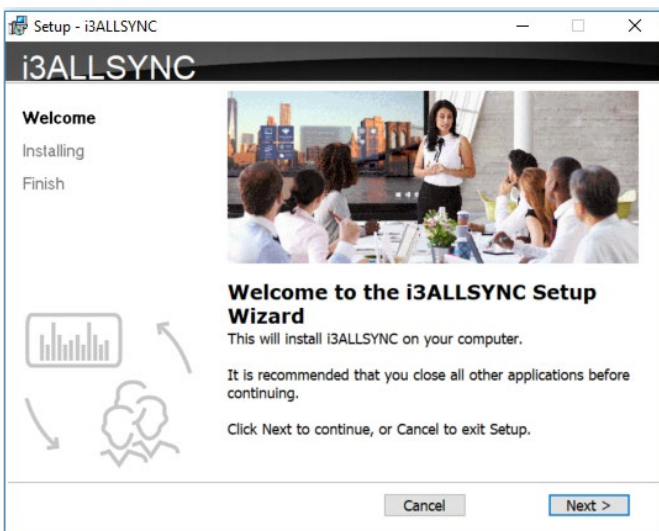 Setup - i3ALLSYNC
i3ALLSYNC
Welcome
Installing
Finish
Welcome to the i3ALLSYNC Setup
Wizard
This will install i3ALLSYNC on your computer.
It is recommended that you close all other applications before
continuing.
Click Next to continue, or Cancel to exit Setup.
Cancel
Next >